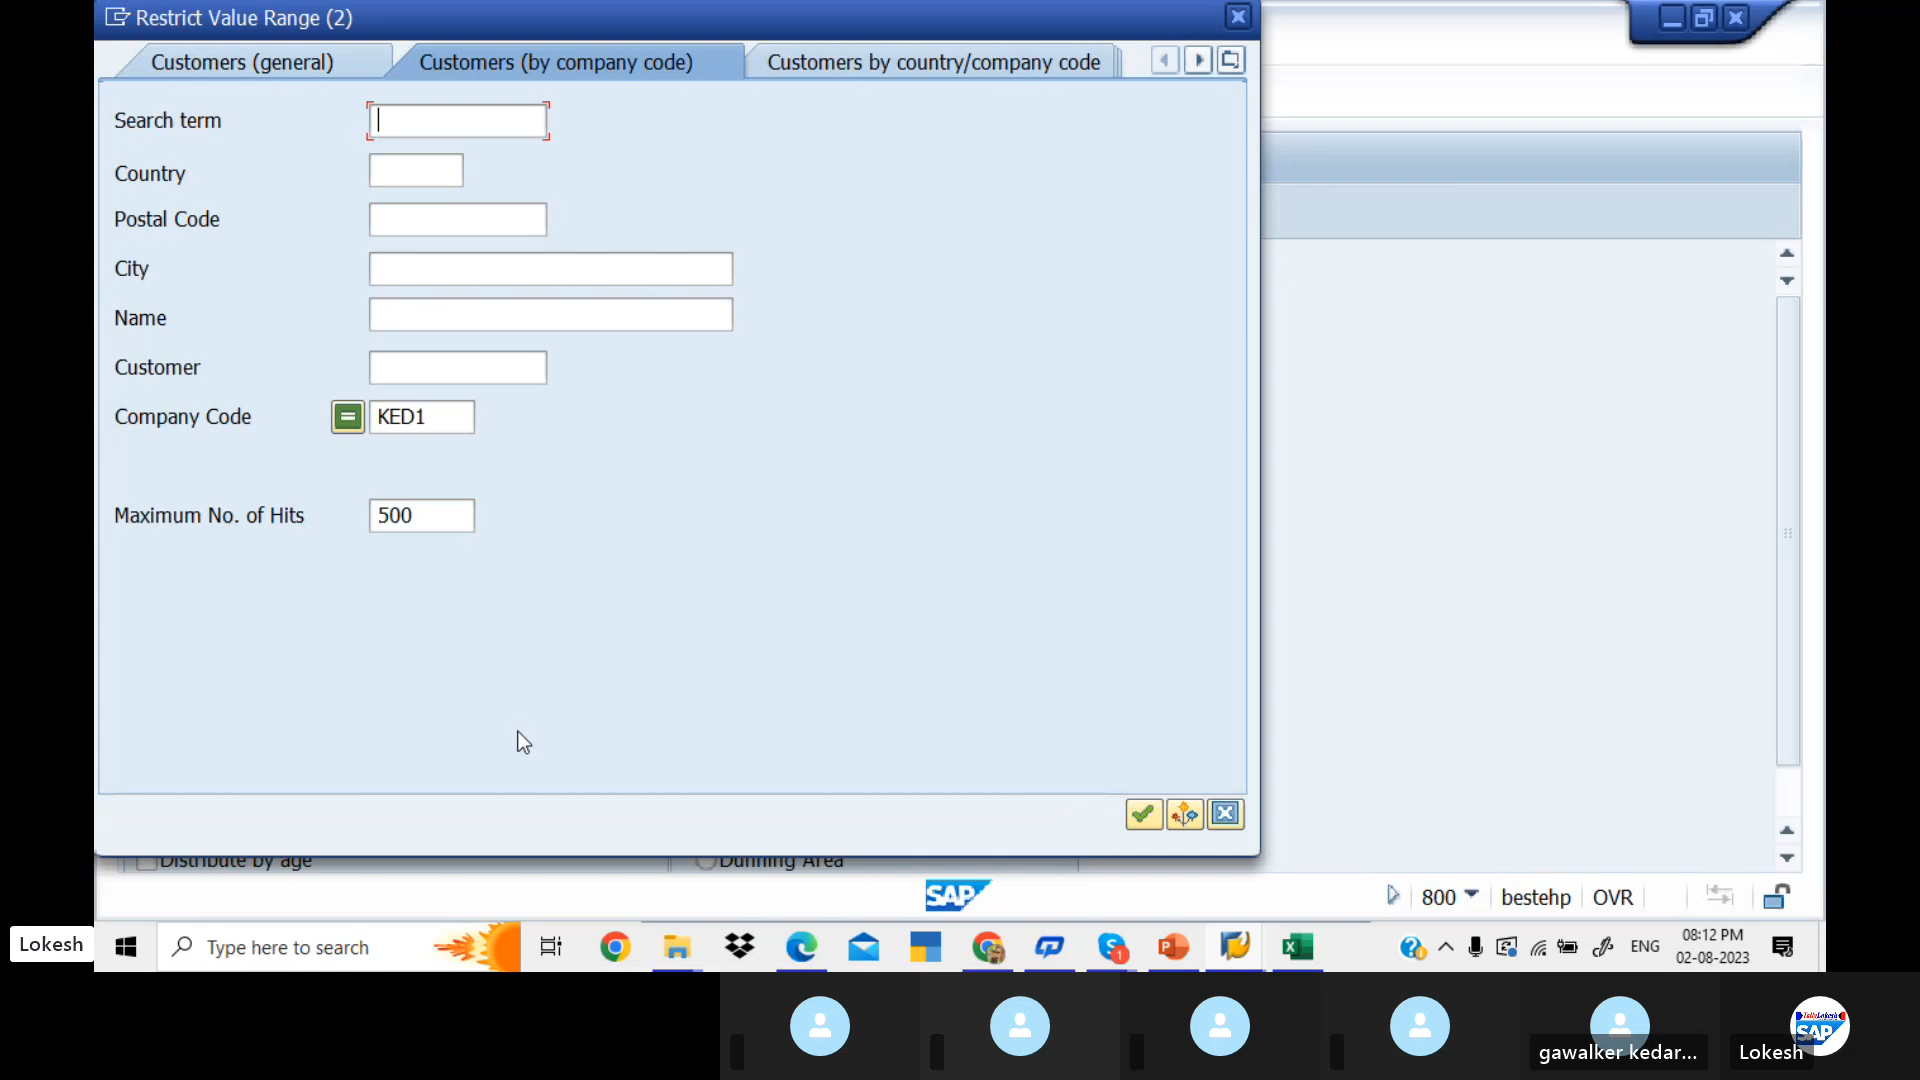 Restrict Value Range (2)
Customers (general)
Customers (by company code)
Customers by country/company code
Search term
Country
Postal Code
City
Name
Customer
Company Code
KED1
Maximum No. of Hits
500
Distribute by age
Dunning Area
SAP
800
bestehp
OVR
Lokesh
Type here to search
1
ENG
08:12 PM
02-08-2023
gawalker kedar...
Lokesh
SAP